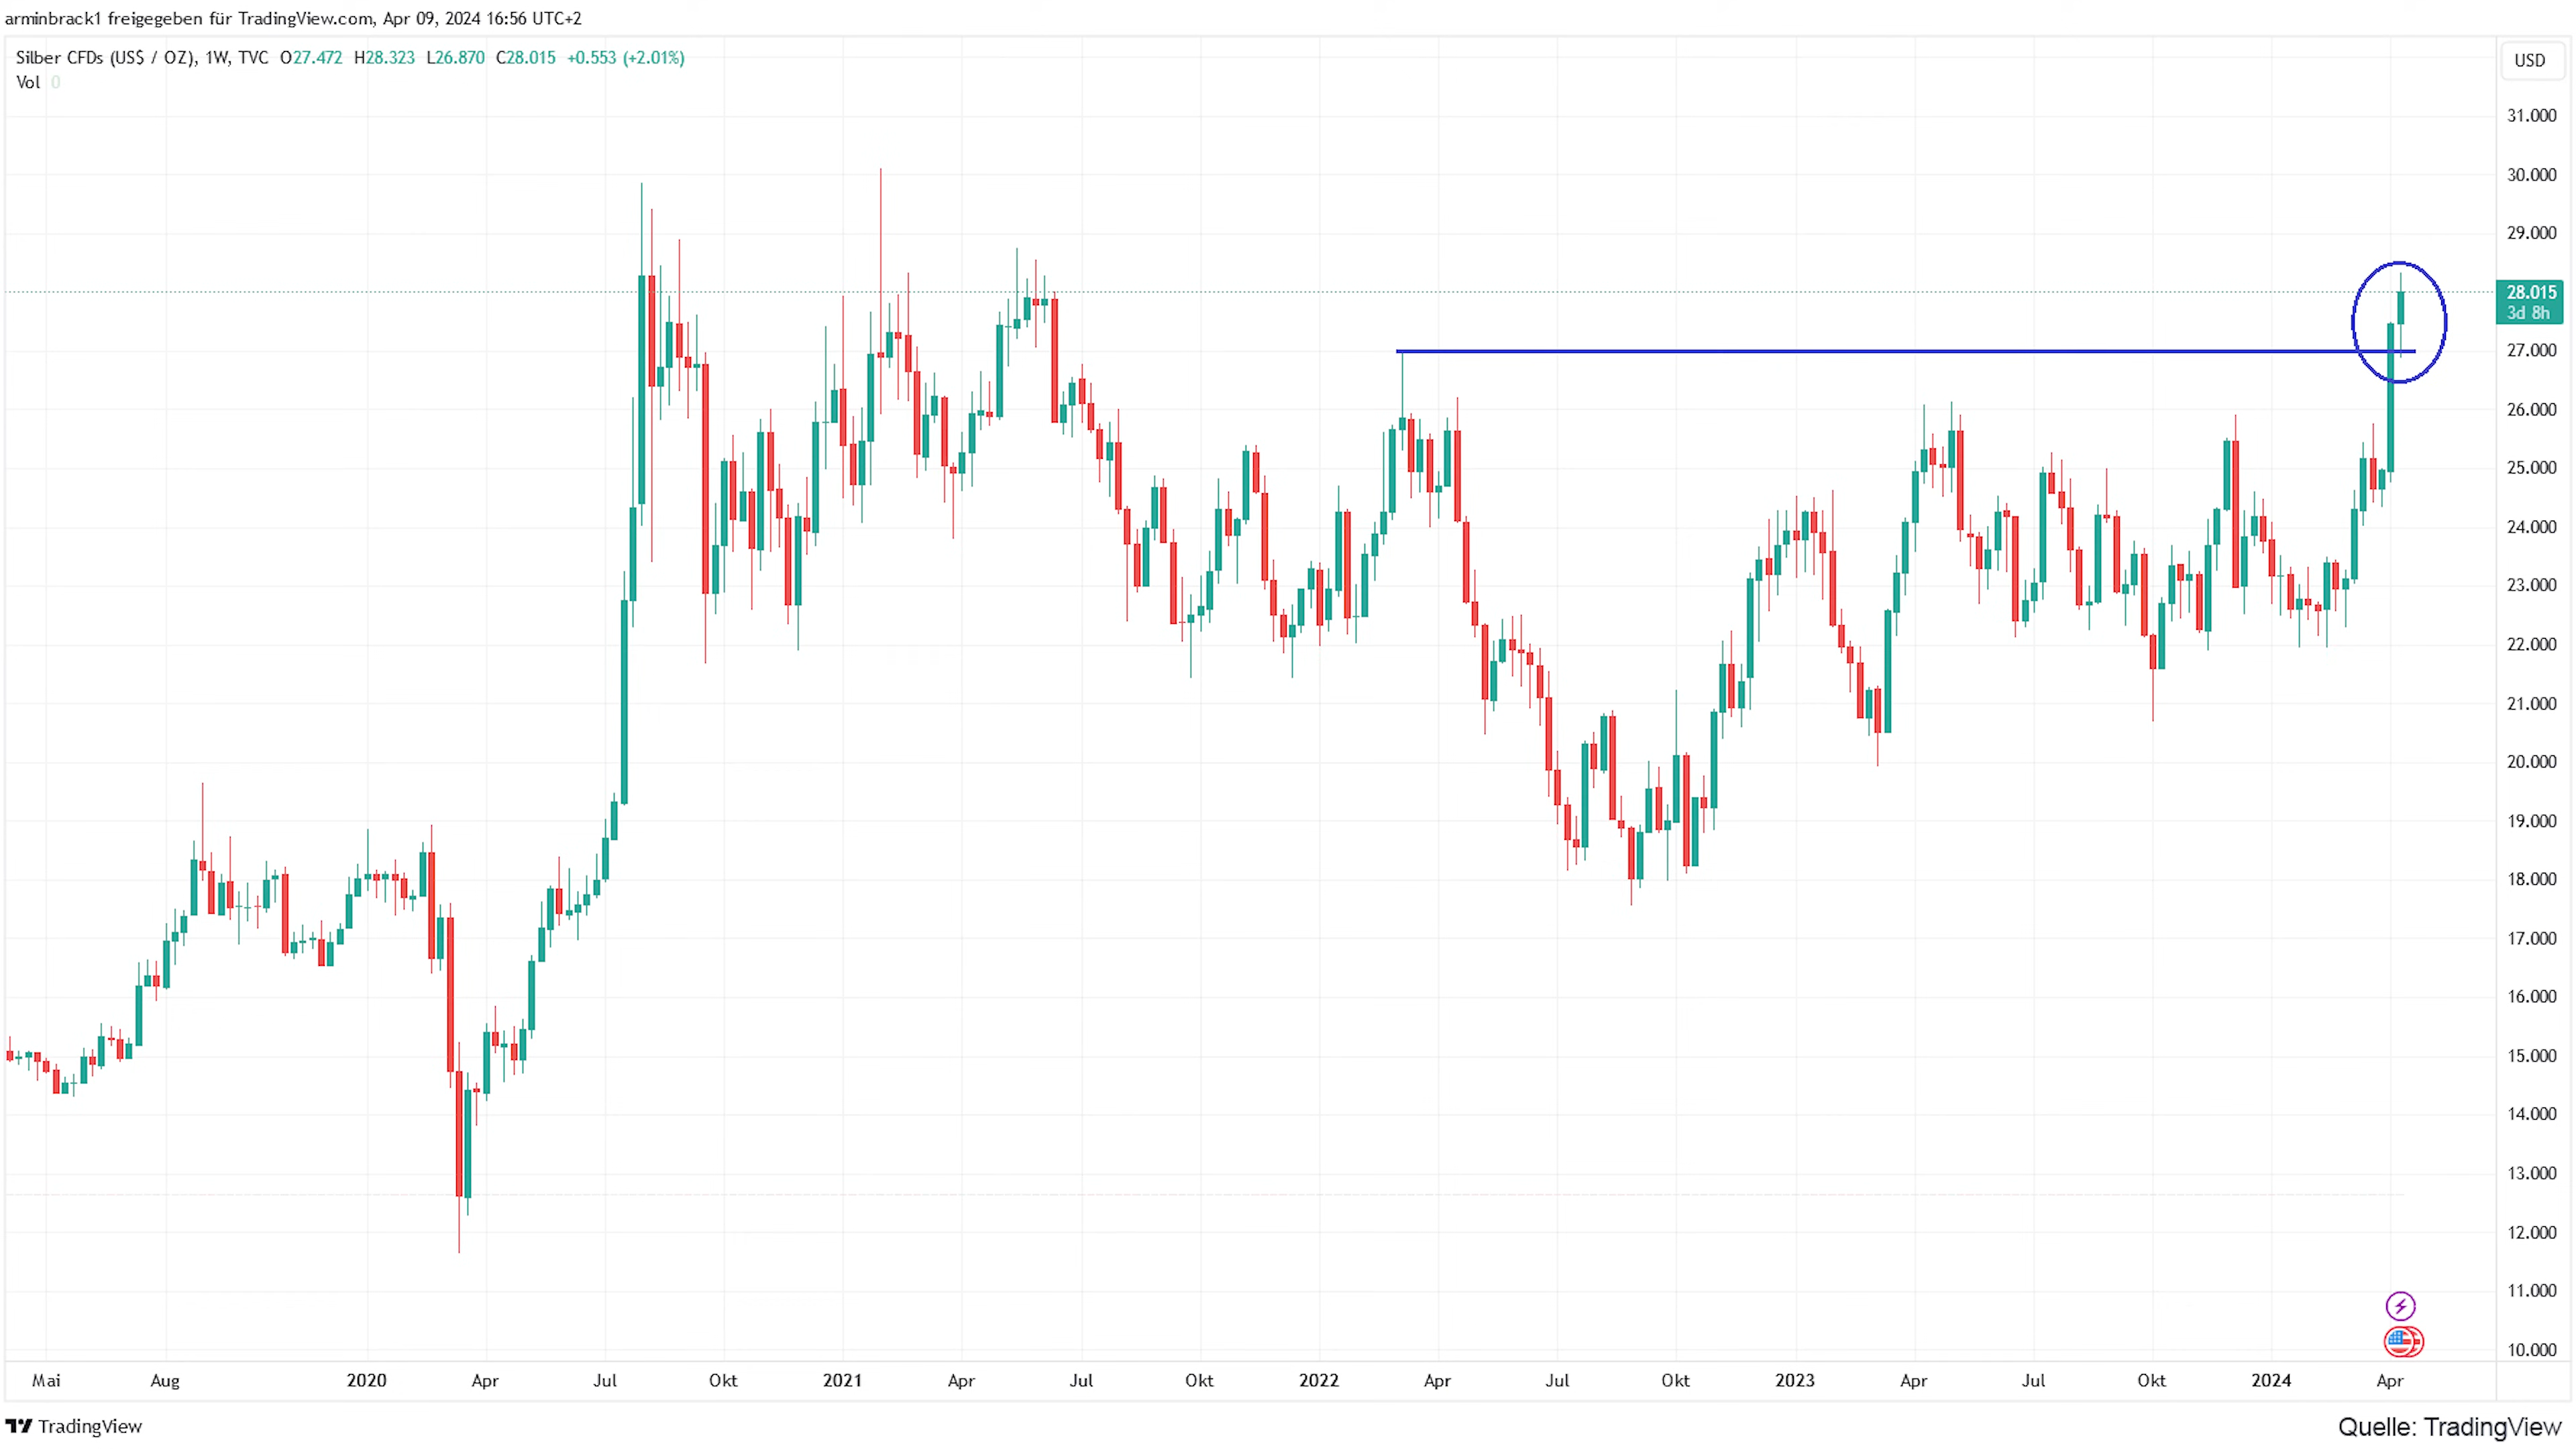 arminbrack1 freigegeben für TradingView.com, Apr 09, 2024 16:56 UTC+2
Silber CFDs (US$ / OZ), 1W, TVC O27.472 H28.323 L26.870 C28.015 +0.553 (+2.01%)
Vol 0
USD
31.000
30.000
29.000
28.015
3d 8h
27.000
26.000
25.000
24.000
23.000
22.000
21.000
20.000
19.000
18.000
17.000
16.000
15.000
14.000
13.000
12.000
11.000
10.000
Mai Aug 2020 Apr Jul Okt 2021 Apr Jul Okt 2022 Apr Jul Okt 2023 Apr Jul Okt 2024 Apr
TradingView
Quelle: TradingView